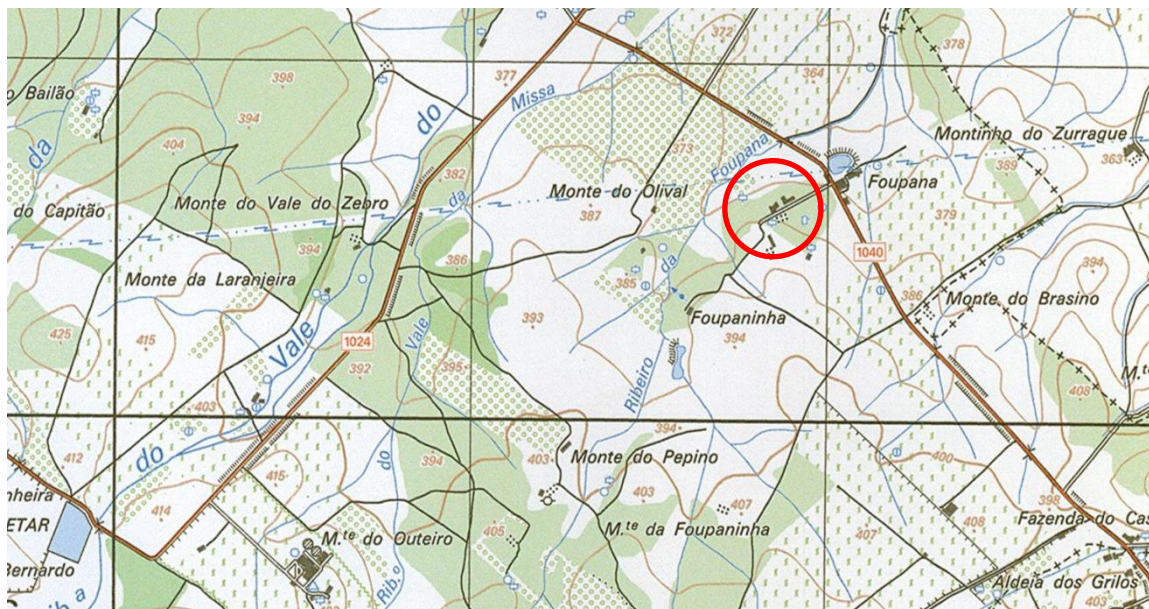 372
378
398
377
o Bailão
394
364
Missa
do
Montinho do Zurrague
404
373
389
363
da
Foupana
382
Monte do Olival
Foupana
do Capitão
Monte do Vale do Zebro
da
387
379
394
1040
386
394
Monte da Laranjeira
385
da
386
Monte do Brasino
425
415
393
Foupaninha
394
Vale
1024
Vale
M.te
392
395
408
Ribeiro
403
394
412
do
do
394
403
Monte do Pepino
400
415
nheira
403
398
414
407
408
Fazenda do Cas
ETAR
M.te do Outeiro
405
M.te da Foupaninha
407
Bernardo
Rib.o
Aldeia dos Grilos
Rib.a
403